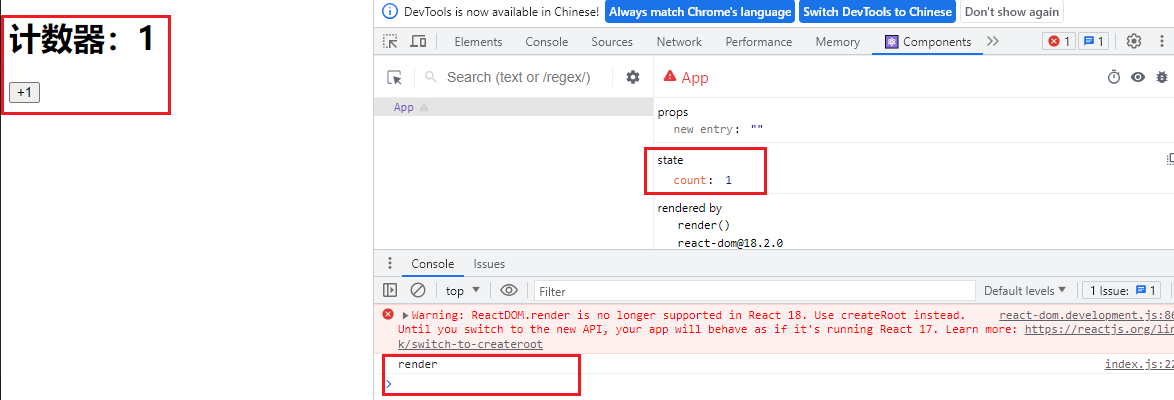 计数器：1
+1
DevTools is now available in Chinese! Always match Chrome's language Switch DevTools to Chinese Don't show again
Elements Console Sources Network Performance Memory Components 1 1
Search (text or /regex/)
App
App
props
new entry: ""
state
count: 1
rendered by
render()
react-dom@18.2.0
Console Issues
top Filter Default levels 1 Issue: 1
Warning: ReactDOM.render is no longer supported in React 18. Use createRoot instead. react-dom.development.js:86
Until you switch to the new API, your app will behave as if it's running React 17. Learn more: https://reactjs.org/lin
k/switch-to-createroot
render index.js:22